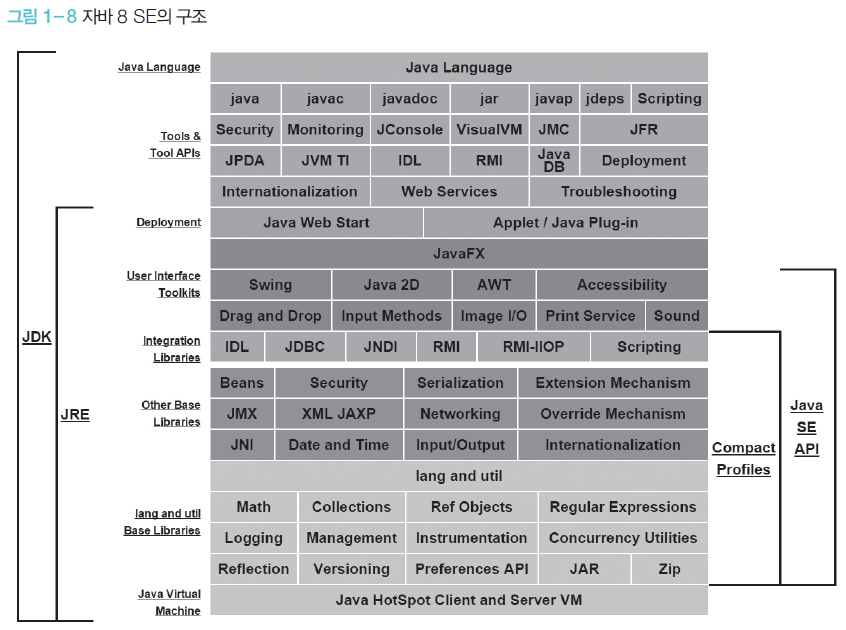 그림 1-8 자바 8 SE의 구조
Java Language
Java Language
Tools &
Tool APIs
java javac javadoc jar javap jdeps Scripting
Security Monitoring JConsole VisualVM JMC JFR
JPDA JVM TI IDL RMI Java DB Deployment
Internationalization Web Services Troubleshooting
Deployment
Java Web Start Applet / Java Plug-in
JavaFX
User Interface
Toolkits
Swing Java 2D AWT Accessibility
Drag and Drop Input Methods Image I/O Print Service Sound
Integration
Libraries
IDL JDBC JNDI RMI RMI-IIOP Scripting
Other Base
Libraries
Beans Security Serialization Extension Mechanism
JMX XML JAXP Networking Override Mechanism
JNI Date and Time Input/Output Internationalization
lang and util
lang and util
Base Libraries
Math Collections Ref Objects Regular Expressions
Logging Management Instrumentation Concurrency Utilities
Reflection Versioning Preferences API JAR Zip
Java Virtual
Machine
Java HotSpot Client and Server VM
JDK
JRE
Compact
Profiles
Java
SE
API